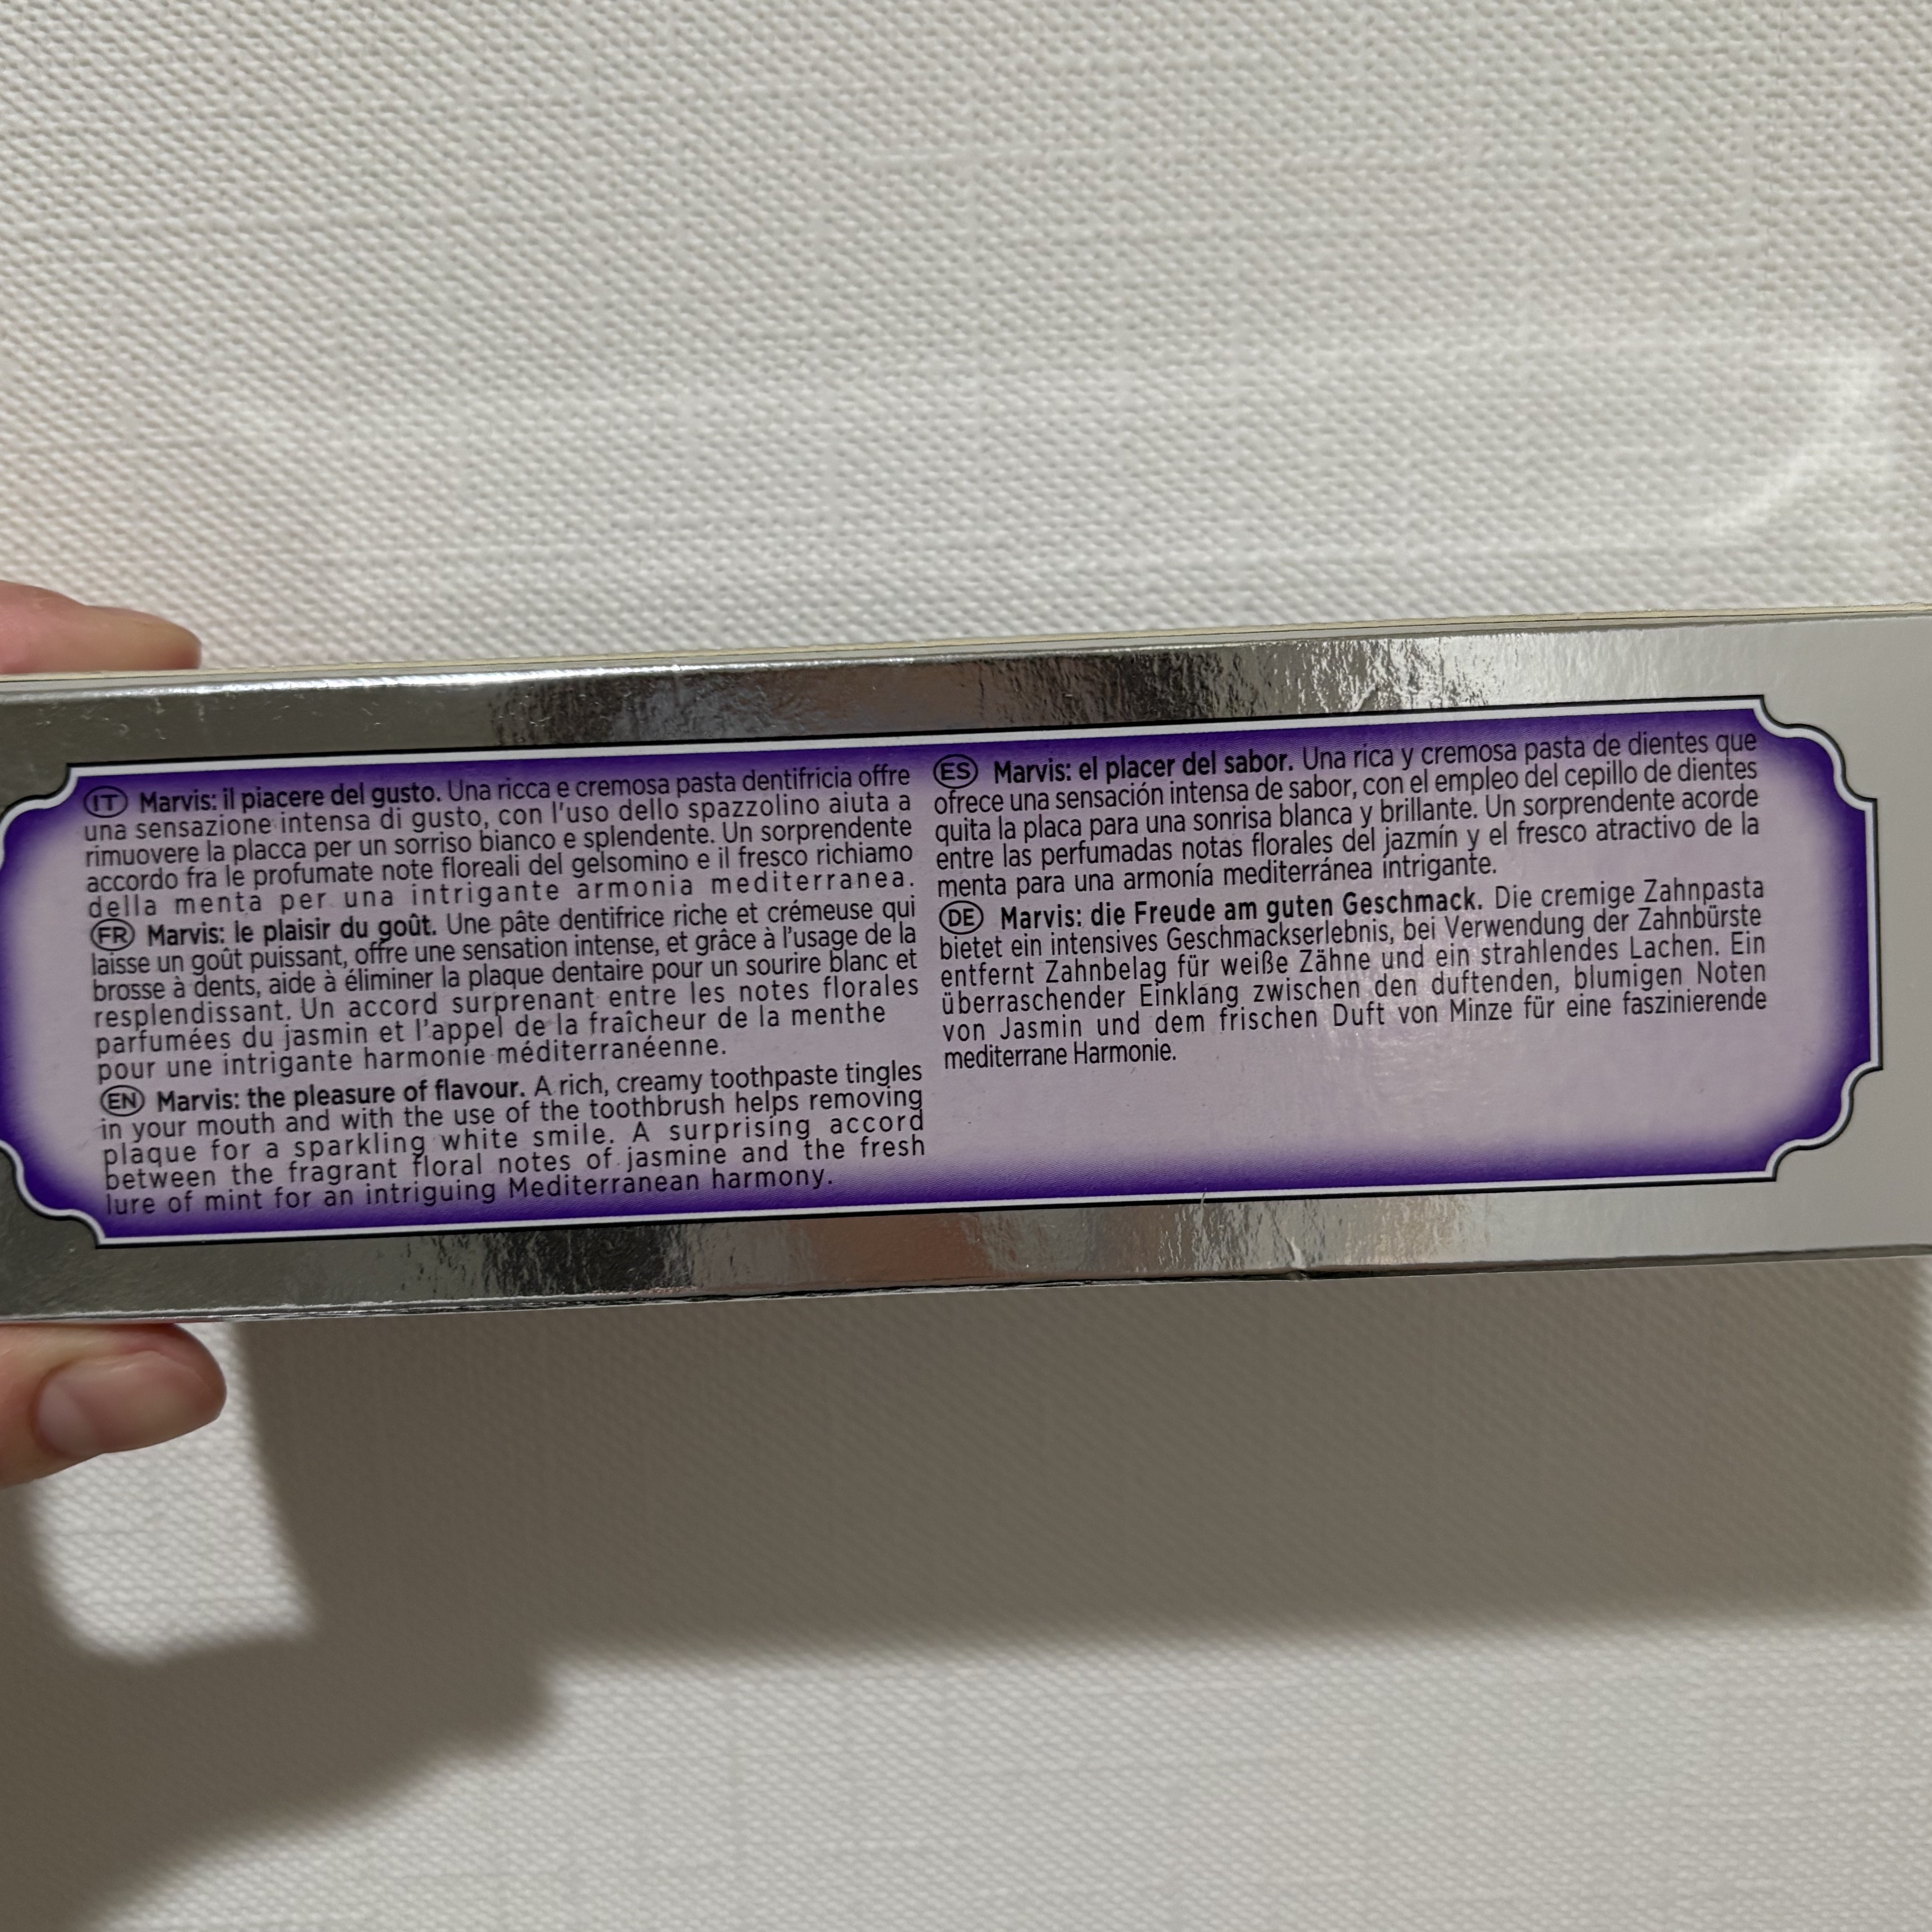 IT Marvis: il piacere del gusto. Una ricca e cremosa pasta dentifricia offre
una sensazione intensa di gusto, con l'uso dello spazzolino aiuta a
rimuovere la placca per un sorriso bianco e splendente. Un sorprendente
accordo fra le profumate note floreali del gelsomino e il fresco richiamo
della menta per una intrigante armonia mediterranea.
FR Marvis: le plaisir du goût. Une pâte dentifrice riche et crémeuse qui
laisse un goût puissant, offre une sensation intense, et grâce à l'usage de la
brosse à dents, aide à éliminer la plaque dentaire pour un sourire blanc et
resplendissant. Un accord surprenant entre les notes florales
parfumées du jasmin et l'appel de la fraîcheur de la menthe
pour une intrigante harmonie méditerranéenne.
EN Marvis: the pleasure of flavour. A rich, creamy toothpaste tingles
in your mouth and with the use of the toothbrush helps removing
plaque for a sparkling white smile. A surprising accord
between the fragrant floral notes of jasmine and the fresh
lure of mint for an intriguing Mediterranean harmony.
ES Marvis: el placer del sabor. Una rica y cremosa pasta de dientes que
ofrece una sensación intensa de sabor, con el empleo del cepillo de dientes
quita la placa para una sonrisa blanca y brillante. Un sorprendente acorde
entre las perfumadas notas florales del jazmín y el fresco atractivo de la
menta para una armonía mediterránea intrigante.
DE Marvis: die Freude am guten Geschmack. Die cremige Zahnpasta
bietet ein intensives Geschmackserlebnis, bei Verwendung der Zahnbürste
entfernt Zahnbelag für weiße Zähne und ein strahlendes Lachen. Ein
überraschender Einklang zwischen den duftenden, blumigen Noten
von Jasmin und dem frischen Duft von Minze für eine faszinierende
mediterrane Harmonie.